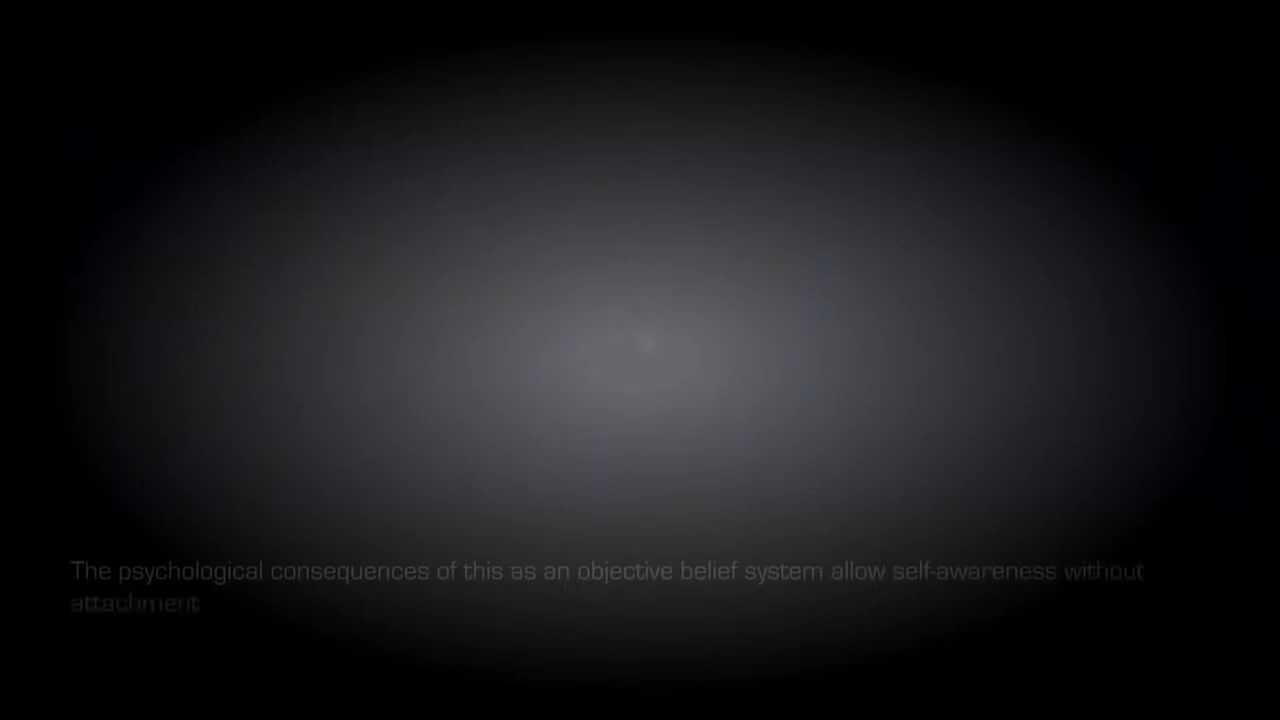 The psychological consequences of this as an objective belief system allow self-awareness without
attachment